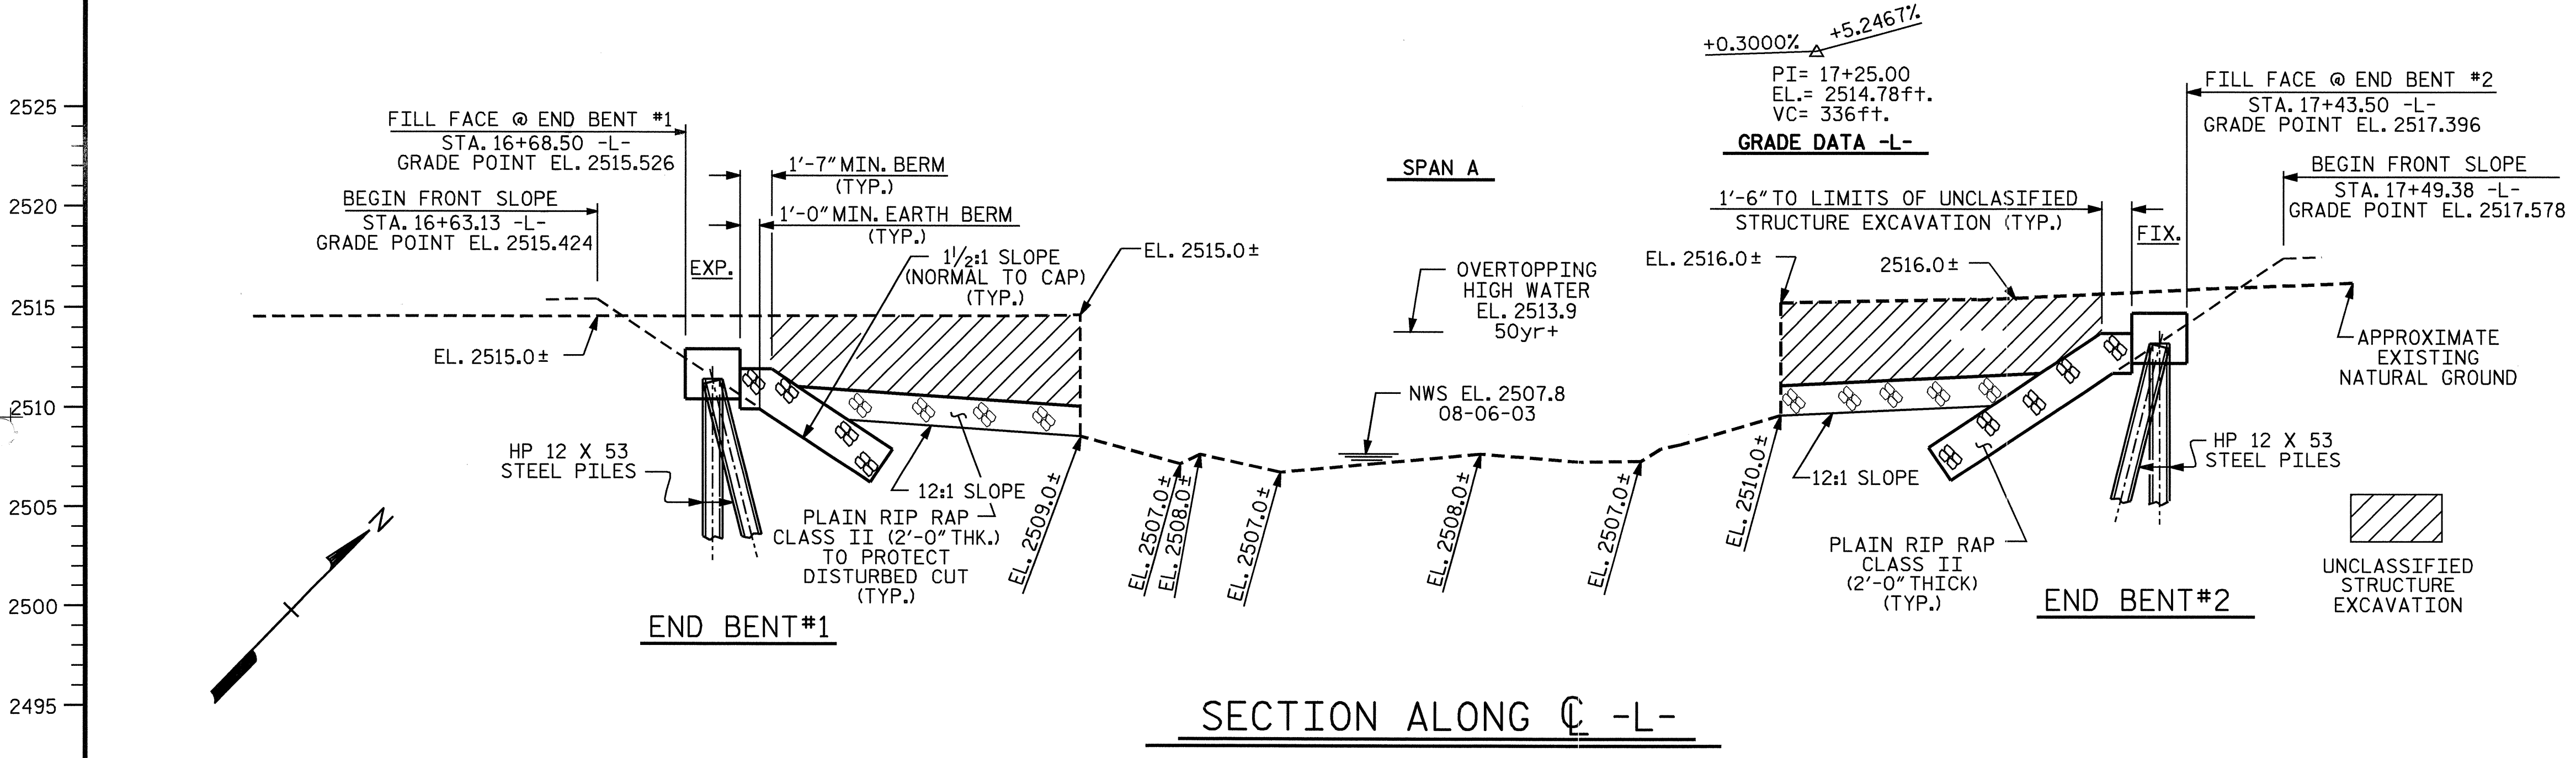 2525
2520
2515
2510
2505
2500
2495
FILL FACE @ END BENT #1
STA. 16+68.50 -L-
GRADE POINT EL. 2515.526
BEGIN FRONT SLOPE
STA. 16+63.13 -L-
GRADE POINT EL. 2515.424
EXP.
1'-7" MIN. BERM
(TYP.)
1'-0" MIN. EARTH BERM
(TYP.)
1½:1 SLOPE
(NORMAL TO CAP)
(TYP.)
EL. 2515.0±
EL. 2515.0±
HP 12 X 53
STEEL PILES
12:1 SLOPE
PLAIN RIP RAP
CLASS II (2'-0" THK.)
TO PROTECT
DISTURBED CUT
(TYP.)
END BENT#1
N
EL. 2509.0±
EL. 2507.0±
EL. 2508.0±
EL. 2507.0±
EL. 2508.0±
EL. 2507.0±
EL. 2510.0±
SPAN A
OVERTOPPING
HIGH WATER
EL. 2513.9
50yr+
NWS EL. 2507.8
08-06-03
+0.3000%
+5.2467%
PI= 17+25.00
EL.= 2514.78ft.
VC= 336ft.
GRADE DATA -L-
1'-6" TO LIMITS OF UNCLASIFIED
STRUCTURE EXCAVATION (TYP.)
EL. 2516.0±
2516.0±
FIX.
FILL FACE @ END BENT #2
STA. 17+43.50 -L-
GRADE POINT EL. 2517.396
BEGIN FRONT SLOPE
STA. 17+49.38 -L-
GRADE POINT EL. 2517.578
APPROXIMATE
EXISTING
NATURAL GROUND
HP 12 X 53
STEEL PILES
12:1 SLOPE
PLAIN RIP RAP
CLASS II
(2'-0" THICK)
(TYP.)
END BENT#2
UNCLASSIFIED
STRUCTURE
EXCAVATION
SECTION ALONG ℄ -L-